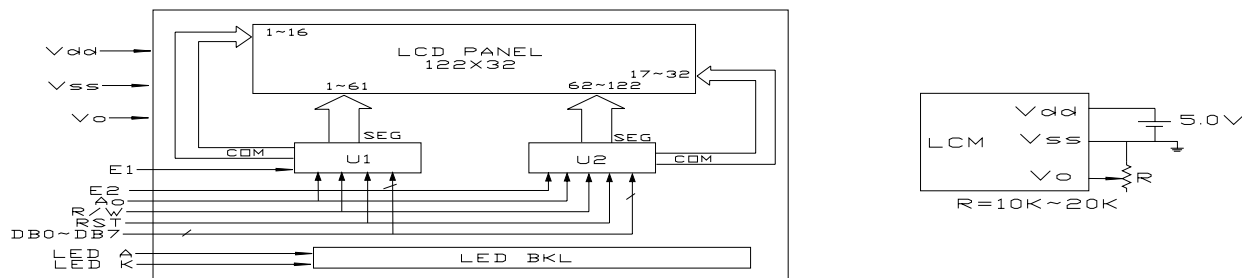 1~16
LCD PANEL
122X32
17~32
1~61
62~122
Vdd
Vss
Vo
SEG
SEG
COM
U1
U2
COM
E1
E2
Ao
R/W
RST
DB0~DB7
LED A
LED K
LED BKL
LCM
Vdd
Vss
Vo
5.0V
R
R=10K~20K